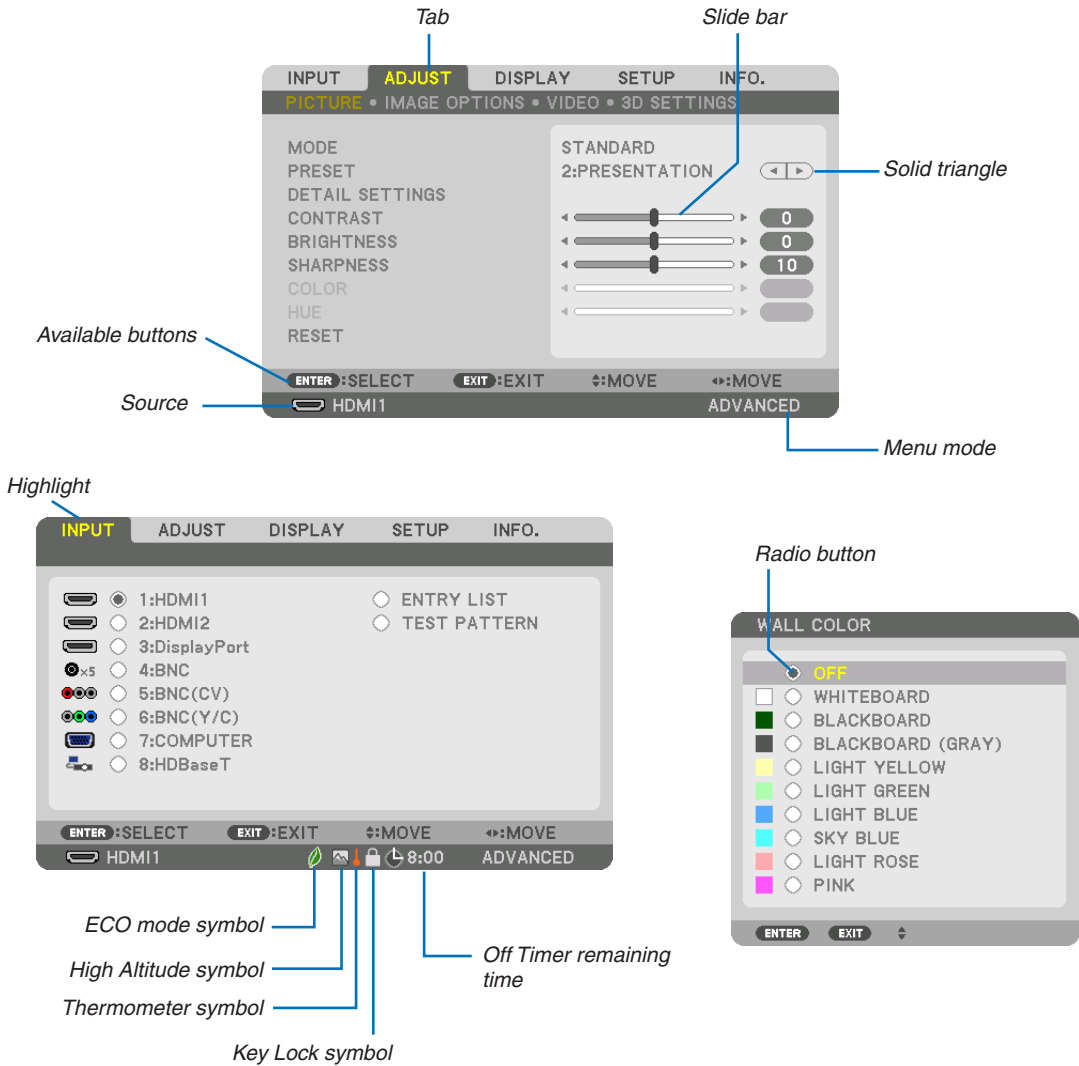 Tab
Slide bar
INPUT ADJUST DISPLAY SETUP INFO.
PICTURE • IMAGE OPTIONS • VIDEO • 3D SETTINGS
MODE STANDARD
PRESET 2:PRESENTATION
Solid triangle
DETAIL SETTINGS
CONTRAST 0
BRIGHTNESS 0
SHARPNESS 10
COLOR
HUE
RESET
Available buttons
ENTER:SELECT EXIT:EXIT :MOVE :MOVE
Source
HDMI1 ADVANCED
Menu mode
Highlight
INPUT ADJUST DISPLAY SETUP INFO.
1:HDMI1 ENTRY LIST
2:HDMI2 TEST PATTERN
3:DisplayPort
×5 4:BNC
5:BNC(CV)
6:BNC(Y/C)
7:COMPUTER
8:HDBaseT
ENTER:SELECT EXIT:EXIT :MOVE :MOVE
HDMI1 8:00 ADVANCED
ECO mode symbol
High Altitude symbol
Thermometer symbol
Key Lock symbol
Off Timer remaining
time
Radio button
WALL COLOR
OFF
WHITEBOARD
BLACKBOARD
BLACKBOARD (GRAY)
LIGHT YELLOW
LIGHT GREEN
LIGHT BLUE
SKY BLUE
LIGHT ROSE
PINK
ENTER EXIT